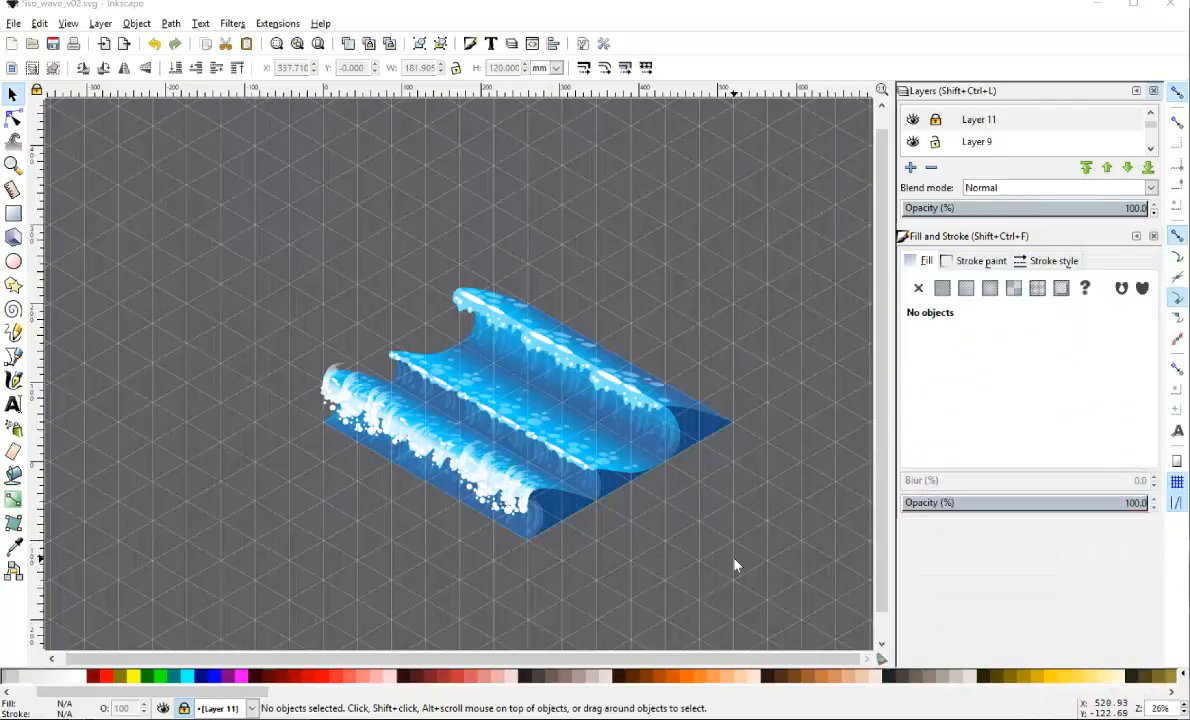 *iso_wave_v02.svg - Inkscape
File Edit View Layer Object Path Text Filters Extensions Help
X: 337.710 Y: -0.000 W: 181.905 H: 120.000 mm
Layers (Shift+Ctrl+L)
Layer 11
Layer 9
Blend mode: Normal
Opacity (%) 100.0
Fill and Stroke (Shift+Ctrl+F)
Fill Stroke paint Stroke style
?
No objects
Blur (%) 0.0
Opacity (%) 100.0
Fill: N/A
Stroke: N/A
O: 100
•[Layer 11]
No objects selected. Click, Shift+click, Alt+scroll mouse on top of objects, or drag around objects to select.
X: 520.93
Y: -122.69
Z: 26%